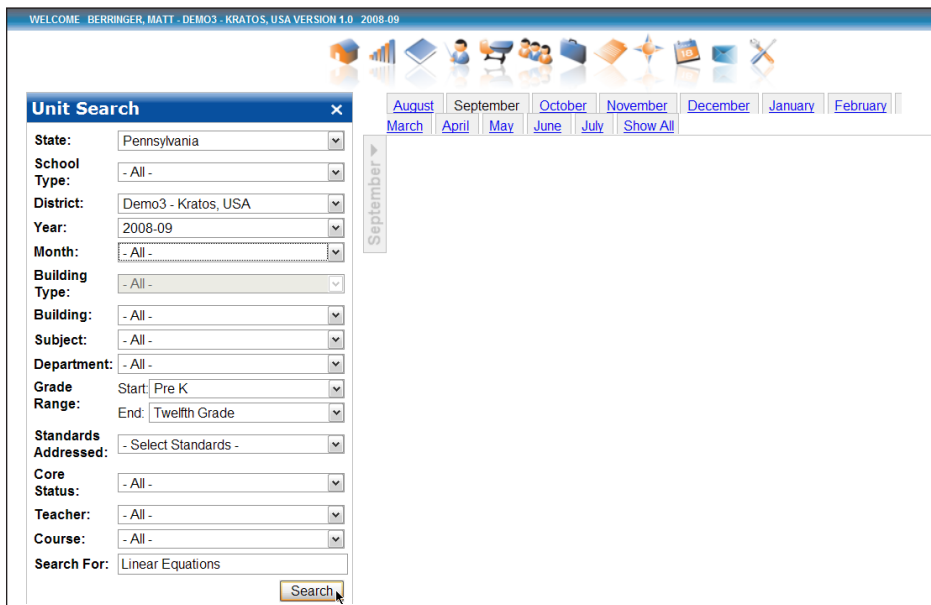 WELCOME BERRINGER, MATT - DEMO3 - KRATOS, USA VERSION 1.0 2008-09
18
Unit Search ×
State: Pennsylvania
School Type: - All -
District: Demo3 - Kratos, USA
Year: 2008-09
Month: - All -
Building Type: - All -
Building: - All -
Subject: - All -
Department: - All -
Grade Range: Start: Pre K
End: Twelfth Grade
Standards Addressed: - Select Standards -
Core Status: - All -
Teacher: - All -
Course: - All -
Search For: Linear Equations
Search
August September October November December January February
March April May June July Show All
September